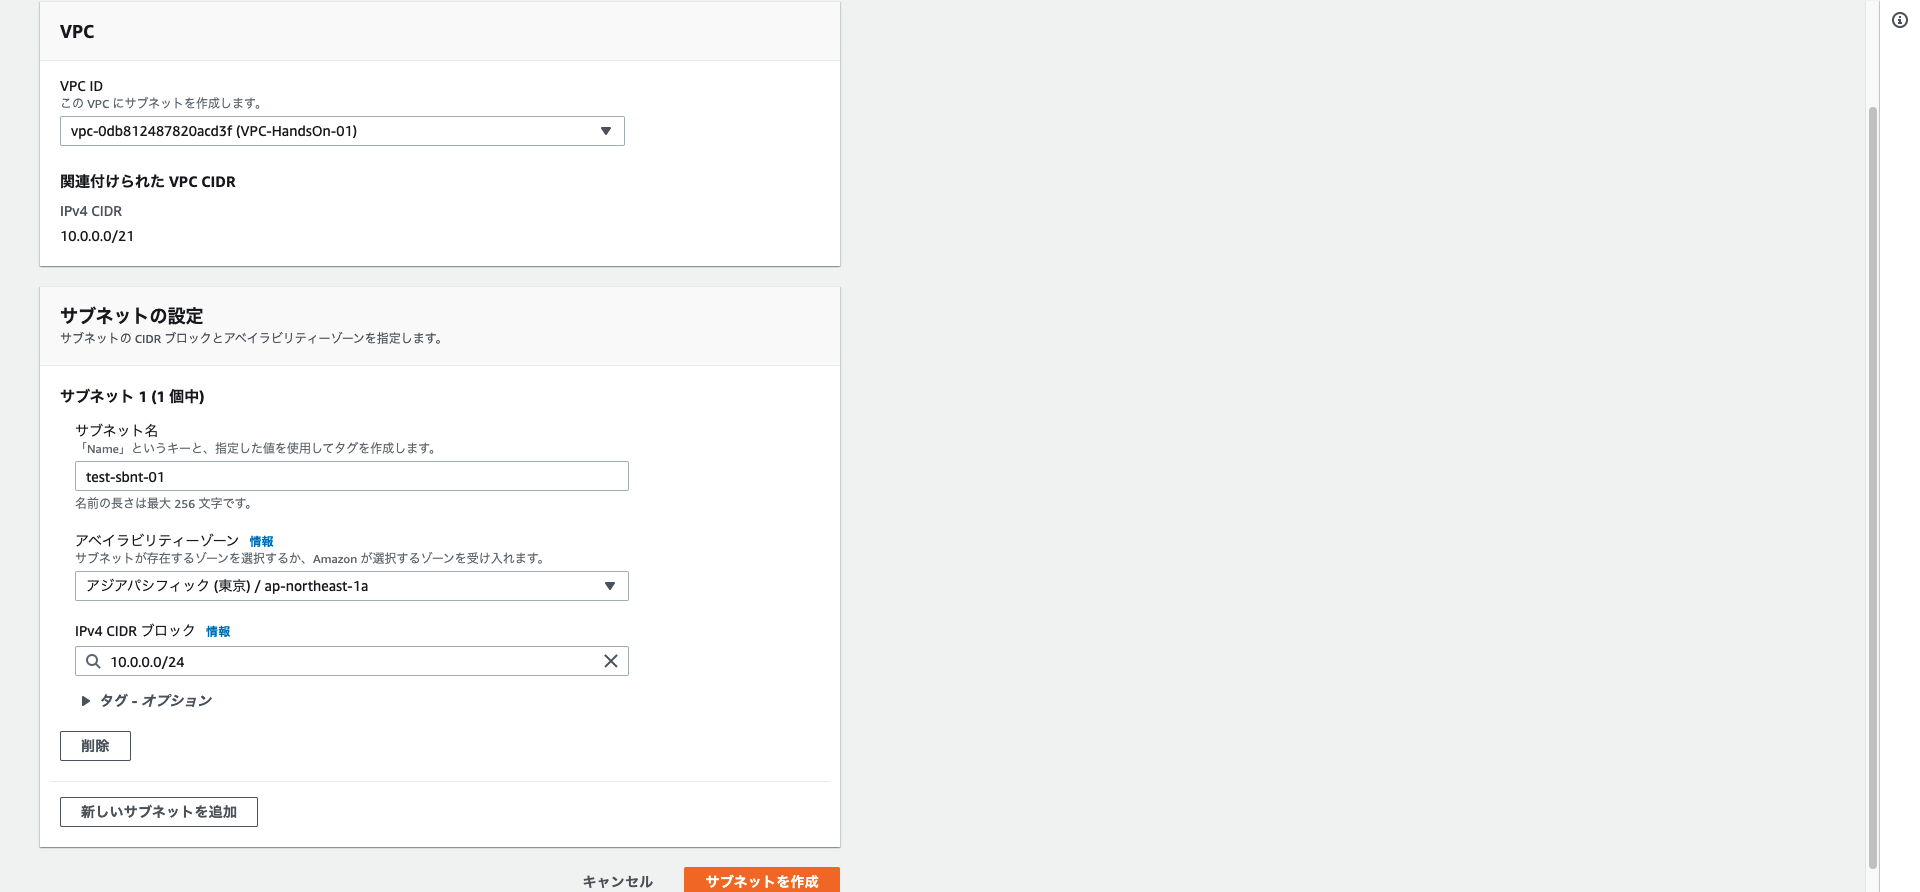 VPC
VPC ID
この VPC にサブネットを作成します。
vpc-0db812487820acd3f (VPC-HandsOn-01)
関連付けられた VPC CIDR
IPv4 CIDR
10.0.0.0/21
サブネットの設定
サブネットの CIDR ブロックとアベイラビリティーゾーンを指定します。
サブネット 1 (1 個中)
サブネット名
「Name」というキーと、指定した値を使用してタグを作成します。
test-sbnt-01
名前の長さは最大 256 文字です。
アベイラビリティーゾーン 情報
サブネットが存在するゾーンを選択するか、Amazon が選択するゾーンを受け入れます。
アジアパシフィック (東京) / ap-northeast-1a
IPv4 CIDR ブロック 情報
10.0.0.0/24
タグ - オプション
削除
新しいサブネットを追加
キャンセル サブネットを作成